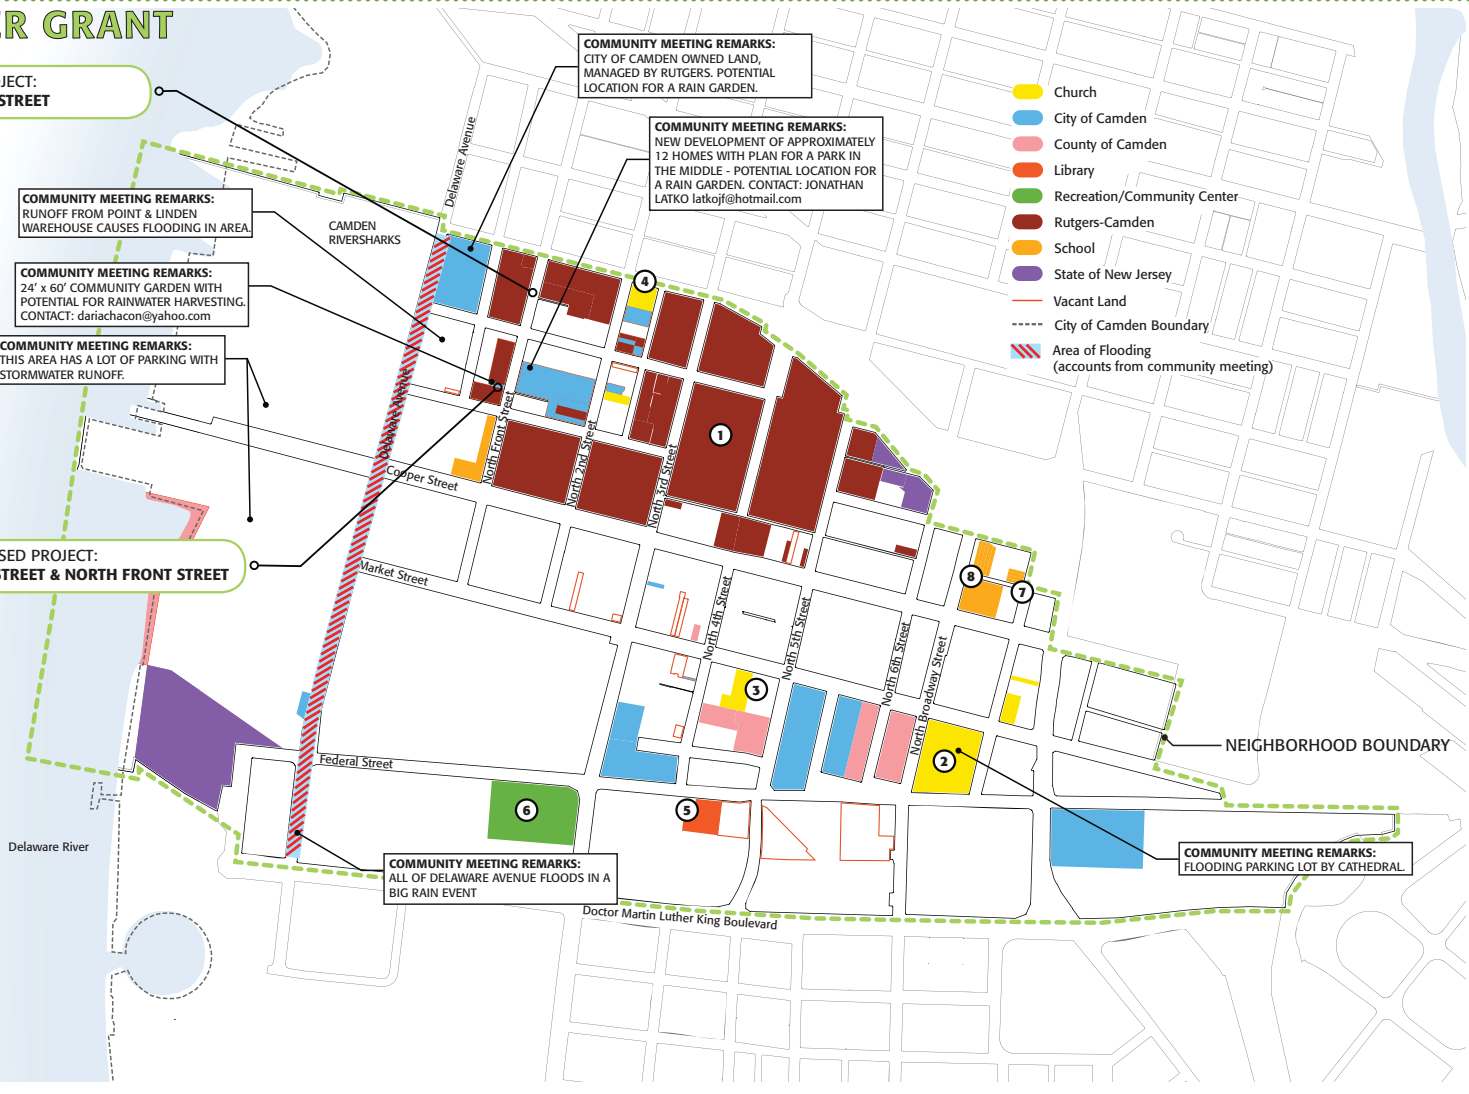 R GRANT
JECT:
STREET
COMMUNITY MEETING REMARKS:
CITY OF CAMDEN OWNED LAND,
MANAGED BY RUTGERS. POTENTIAL
LOCATION FOR A RAIN GARDEN.
COMMUNITY MEETING REMARKS:
NEW DEVELOPMENT OF APPROXIMATELY
12 HOMES WITH PLAN FOR A PARK IN
THE MIDDLE - POTENTIAL LOCATION FOR
A RAIN GARDEN. CONTACT: JONATHAN
LATKO latkojf@hotmail.com
Church
City of Camden
County of Camden
Library
Recreation/Community Center
Rutgers-Camden
School
State of New Jersey
Vacant Land
City of Camden Boundary
Area of Flooding
(accounts from community meeting)
COMMUNITY MEETING REMARKS:
RUNOFF FROM POINT & LINDEN
WAREHOUSE CAUSES FLOODING IN AREA.
COMMUNITY MEETING REMARKS:
24' x 60' COMMUNITY GARDEN WITH
POTENTIAL FOR RAINWATER HARVESTING.
CONTACT: dariachacon@yahoo.com
COMMUNITY MEETING REMARKS:
THIS AREA HAS A LOT OF PARKING WITH
STORMWATER RUNOFF.
SED PROJECT:
STREET & NORTH FRONT STREET
CAMDEN
RIVERSHARKS
Delaware Avenue
Delaware Avenue
Cooper Street
Market Street
Federal Street
North Front Street
North 2nd Street
North 3rd Street
North 4th Street
North 5th Street
North 6th Street
North Broadway Street
4
1
8
7
3
2
6
5
NEIGHBORHOOD BOUNDARY
Delaware River
COMMUNITY MEETING REMARKS:
ALL OF DELAWARE AVENUE FLOODS IN A
BIG RAIN EVENT
COMMUNITY MEETING REMARKS:
FLOODING PARKING LOT BY CATHEDRAL.
Doctor Martin Luther King Boulevard